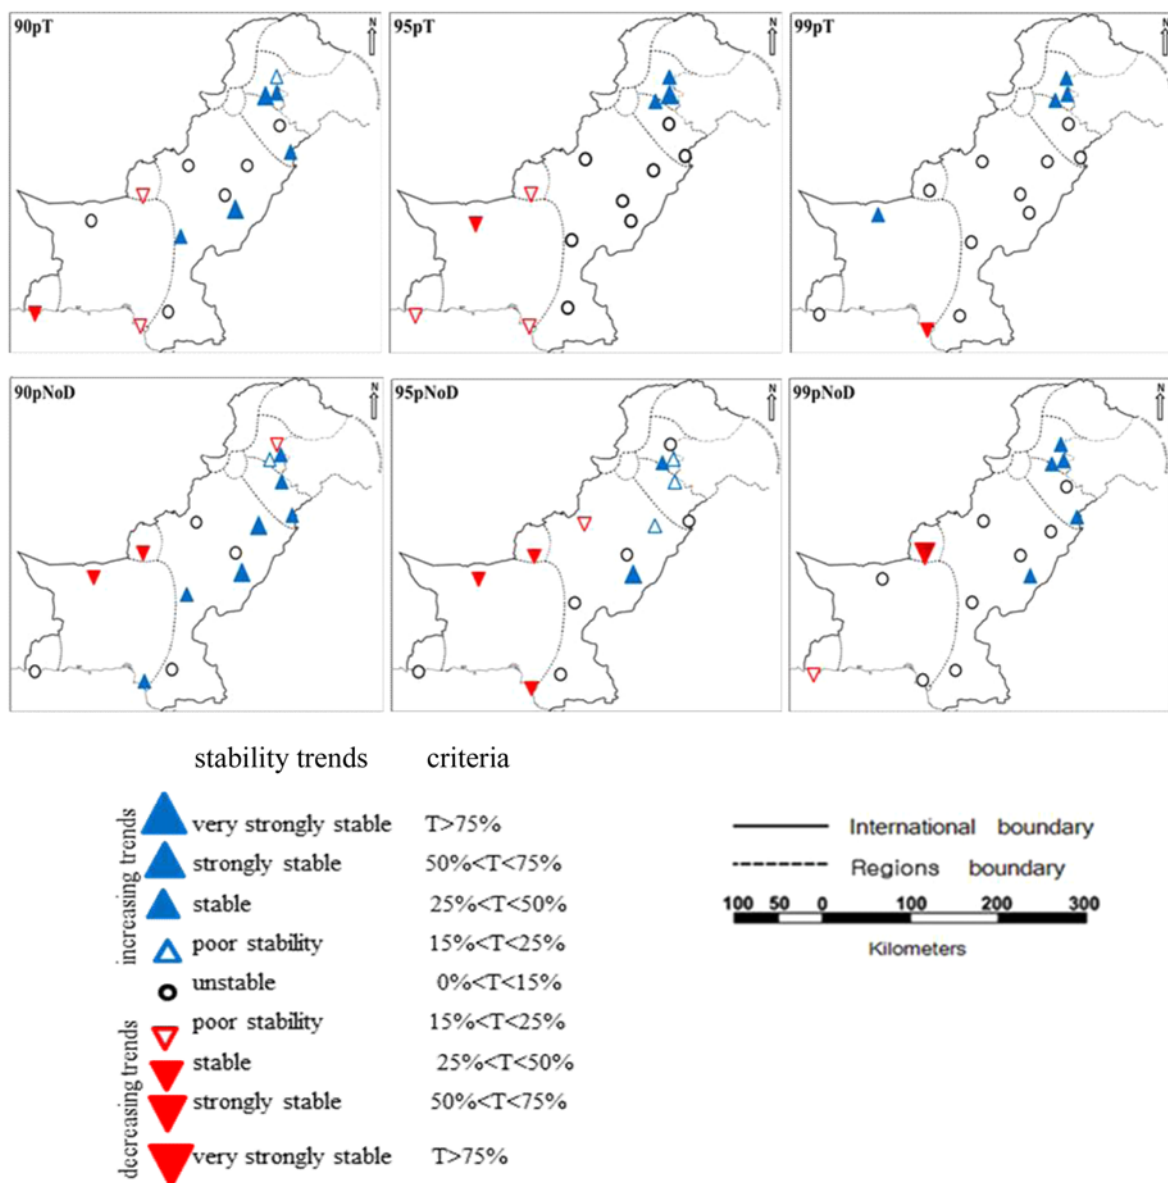 90pT N
95pT N
99pT N
90pNoD N
95pNoD N
99pNoD N
stability trends criteria
increasing trends
very strongly stable T>75%
strongly stable 50%<T<75%
stable 25%<T<50%
poor stability 15%<T<25%
unstable 0%<T<15%
decreasing trends
poor stability 15%<T<25%
stable 25%<T<50%
strongly stable 50%<T<75%
very strongly stable T>75%
International boundary
Regions boundary
100 50 0 100 200 300
Kilometers